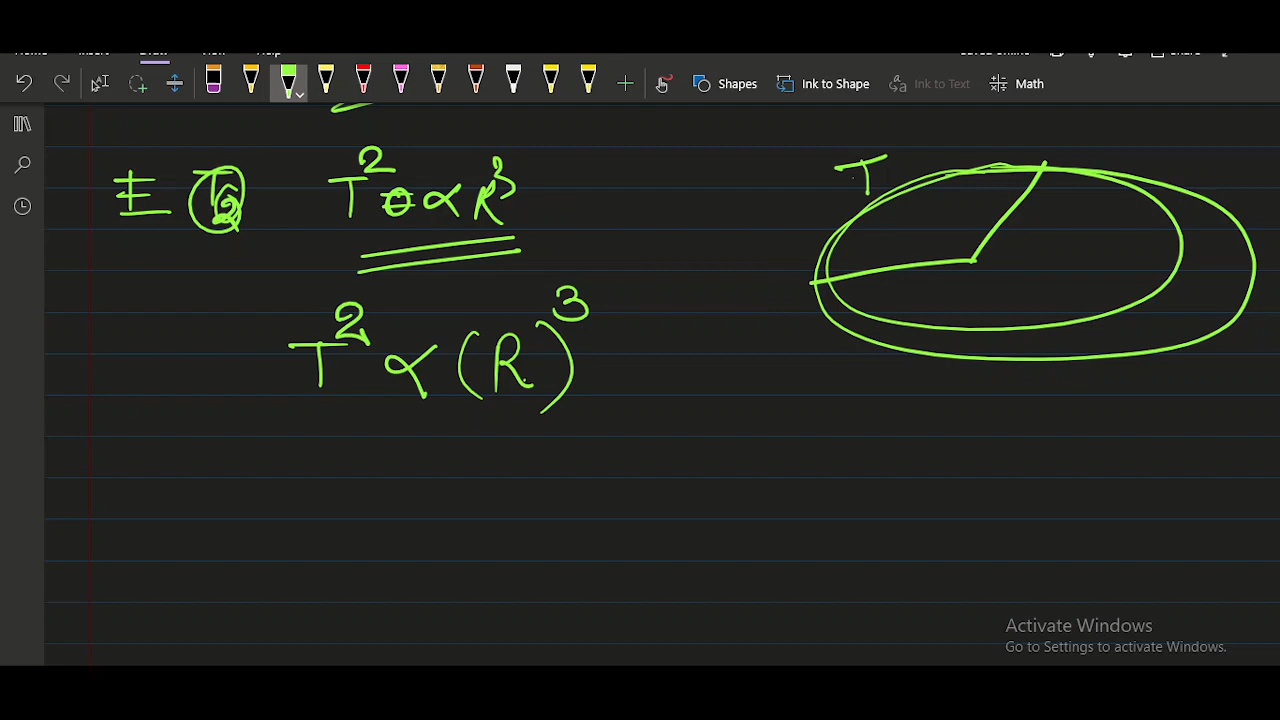 Shapes Ink to Shape Ink to Text Math
T² ∝ R³ T
T² ∝ (R)³
Activate Windows
Go to Settings to activate Windows.